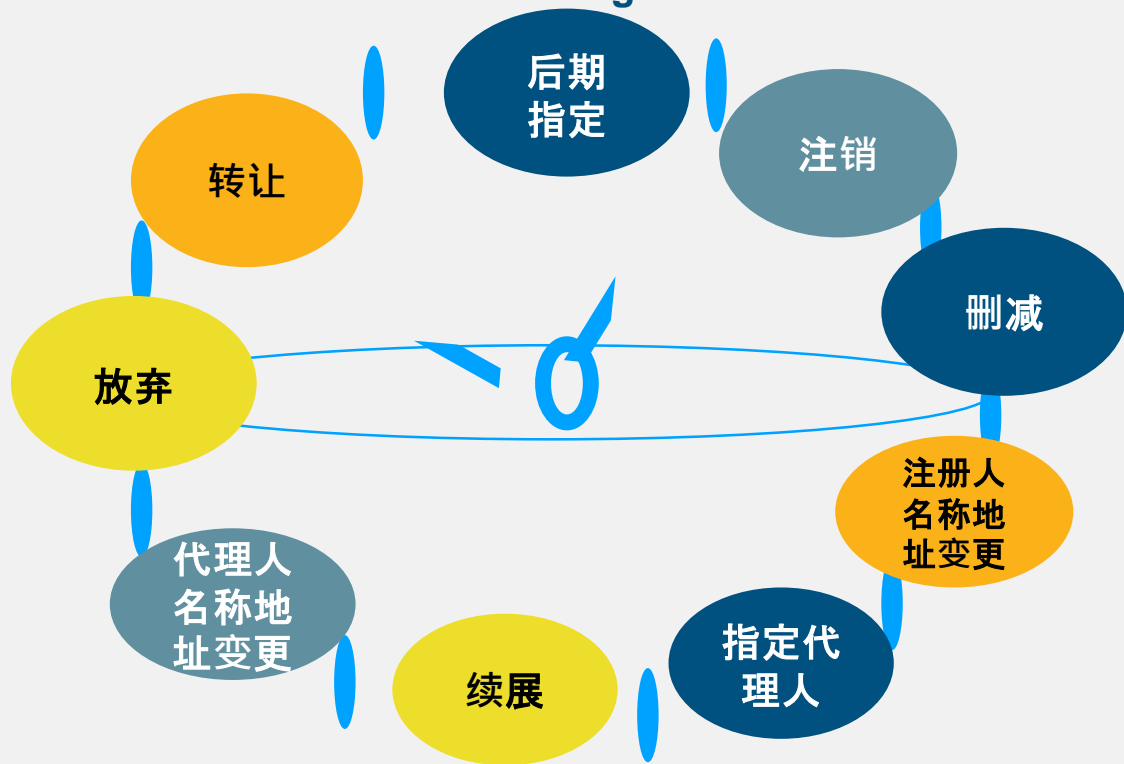 后期
指定
注销
转让
删减
放弃
注册人
名称地
址变更
代理人
名称地
址变更
指定代
理人
续展